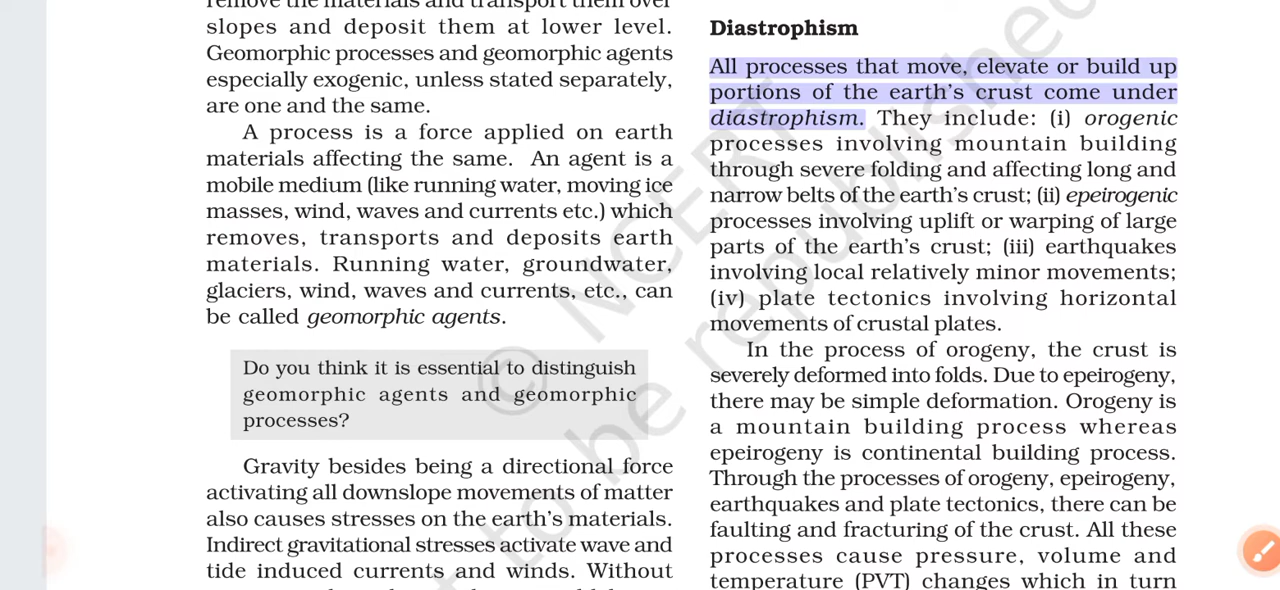 remove the materials and transport them over
slopes and deposit them at lower level.
Geomorphic processes and geomorphic agents
especially exogenic, unless stated separately,
are one and the same.
A process is a force applied on earth
materials affecting the same. An agent is a
mobile medium (like running water, moving ice
masses, wind, waves and currents etc.) which
removes, transports and deposits earth
materials. Running water, groundwater,
glaciers, wind, waves and currents, etc., can
be called geomorphic agents.
Do you think it is essential to distinguish
geomorphic agents and geomorphic
processes?
Gravity besides being a directional force
activating all downslope movements of matter
also causes stresses on the earth's materials.
Indirect gravitational stresses activate wave and
tide induced currents and winds. Without
Diastrophism
All processes that move, elevate or build up
portions of the earth's crust come under
diastrophism. They include: (i) orogenic
processes involving mountain building
through severe folding and affecting long and
narrow belts of the earth's crust; (ii) epeirogenic
processes involving uplift or warping of large
parts of the earth's crust; (iii) earthquakes
involving local relatively minor movements;
(iv) plate tectonics involving horizontal
movements of crustal plates.
In the process of orogeny, the crust is
severely deformed into folds. Due to epeirogeny,
there may be simple deformation. Orogeny is
a mountain building process whereas
epeirogeny is continental building process.
Through the processes of orogeny, epeirogeny,
earthquakes and plate tectonics, there can be
faulting and fracturing of the crust. All these
processes cause pressure, volume and
temperature (PVT) changes which in turn
© NCERT
to be republished